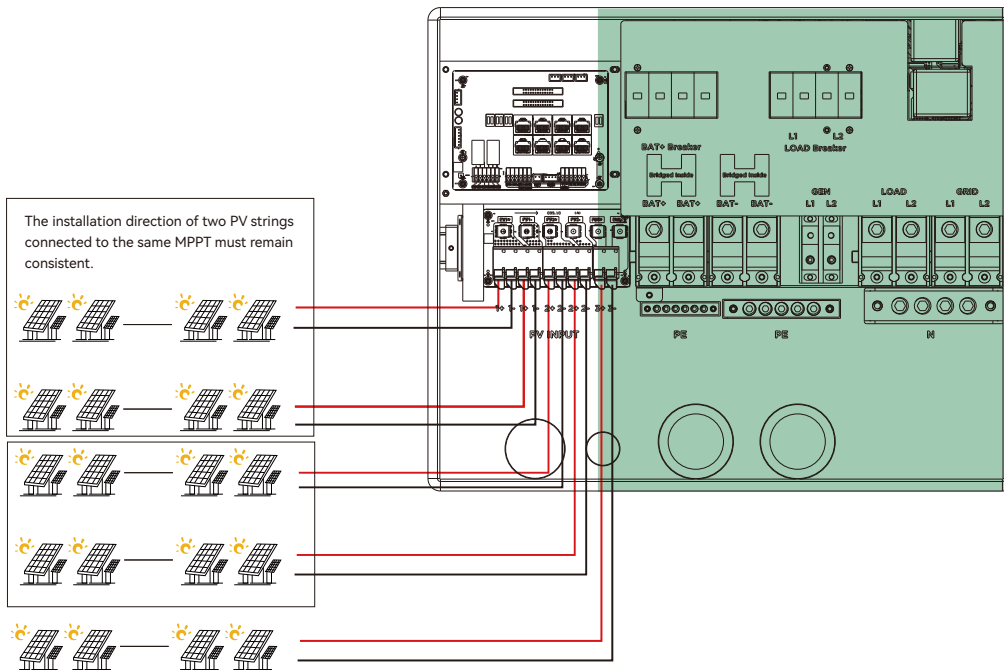 L1 L2
BAT+ Breaker
LOAD Breaker
Bridged Inside
Bridged Inside
GEN
LOAD
GRID
BAT+ BAT+ BAT- BAT-
L1 L2
L1 L2
L1 L2
The installation direction of two PV strings
connected to the same MPPT must remain
consistent.
1+ 1- 1+ 1- 2+ 2- 2+ 2- 3+ 3-
PV INPUT
PE
PE
N